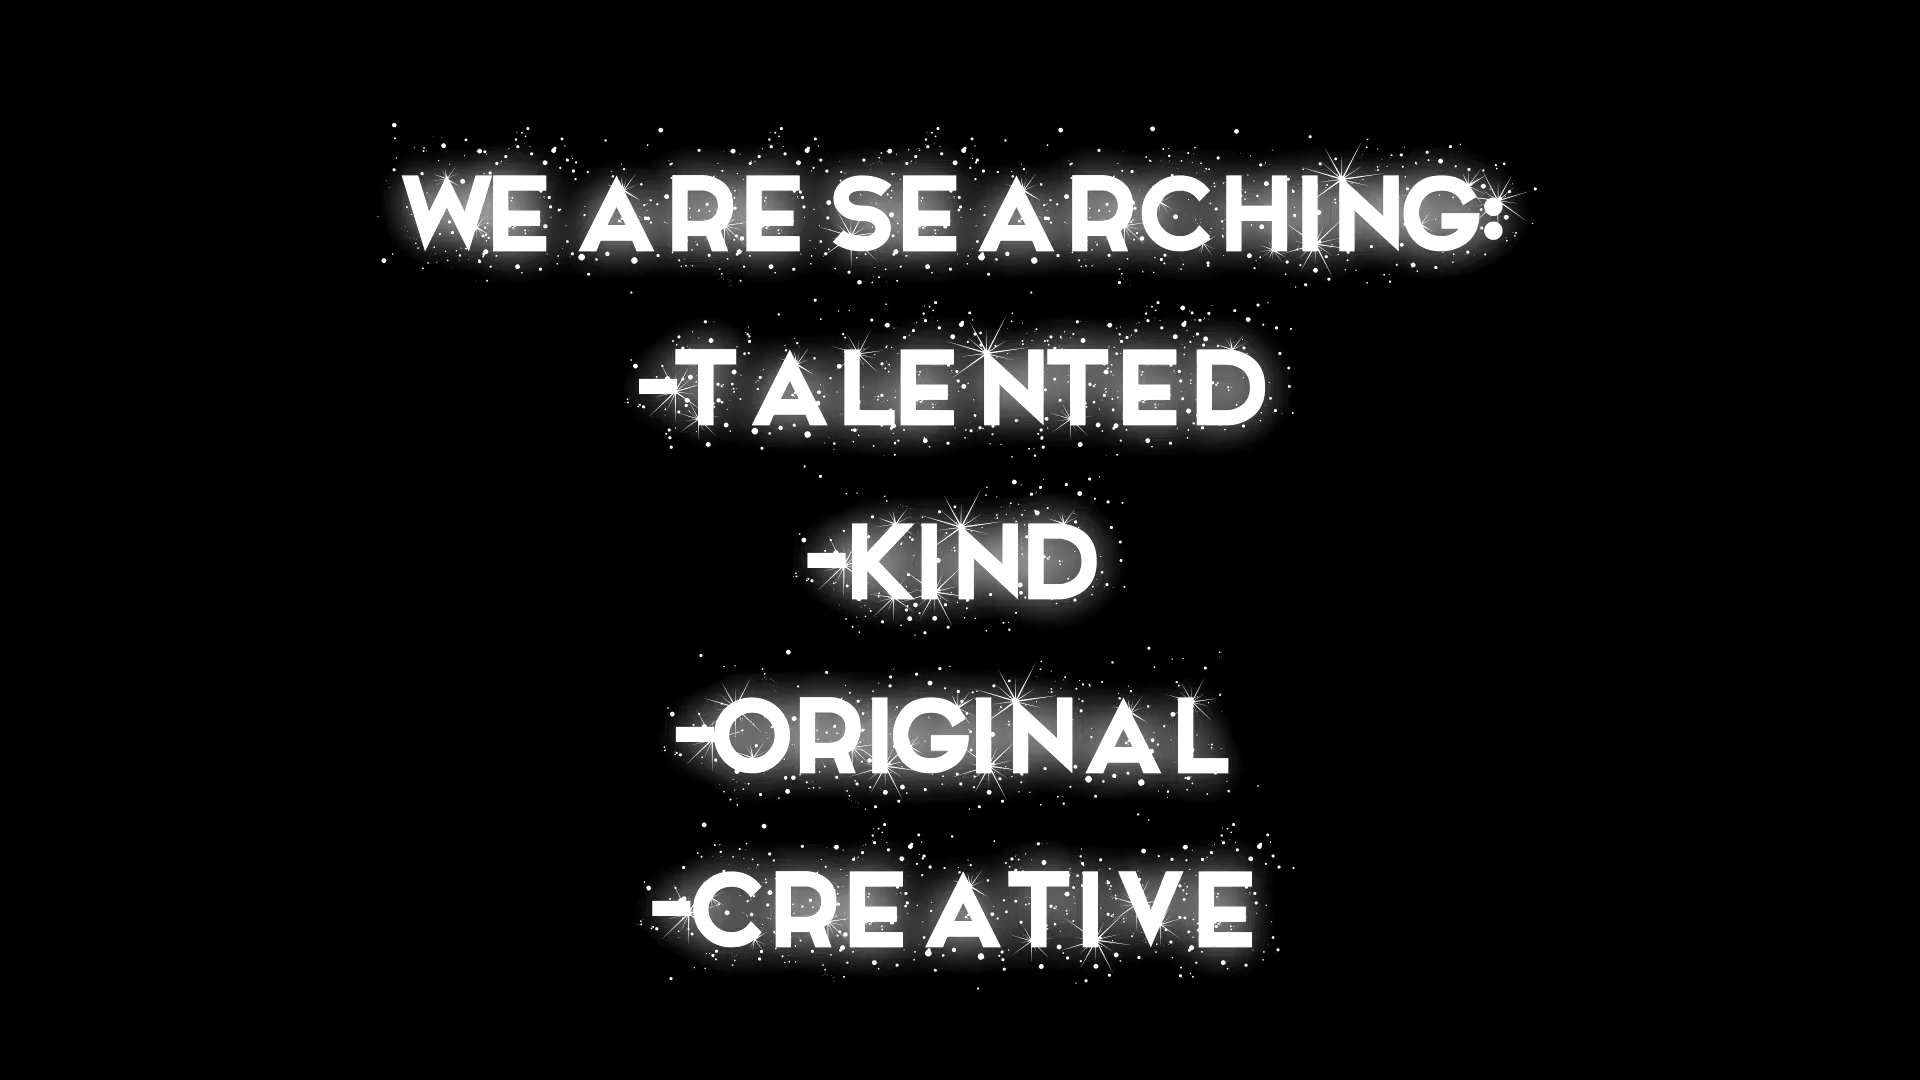 WE ARE SEARCHING:
-TALENTED
-KIND
-ORIGINAL
-CREATIVE